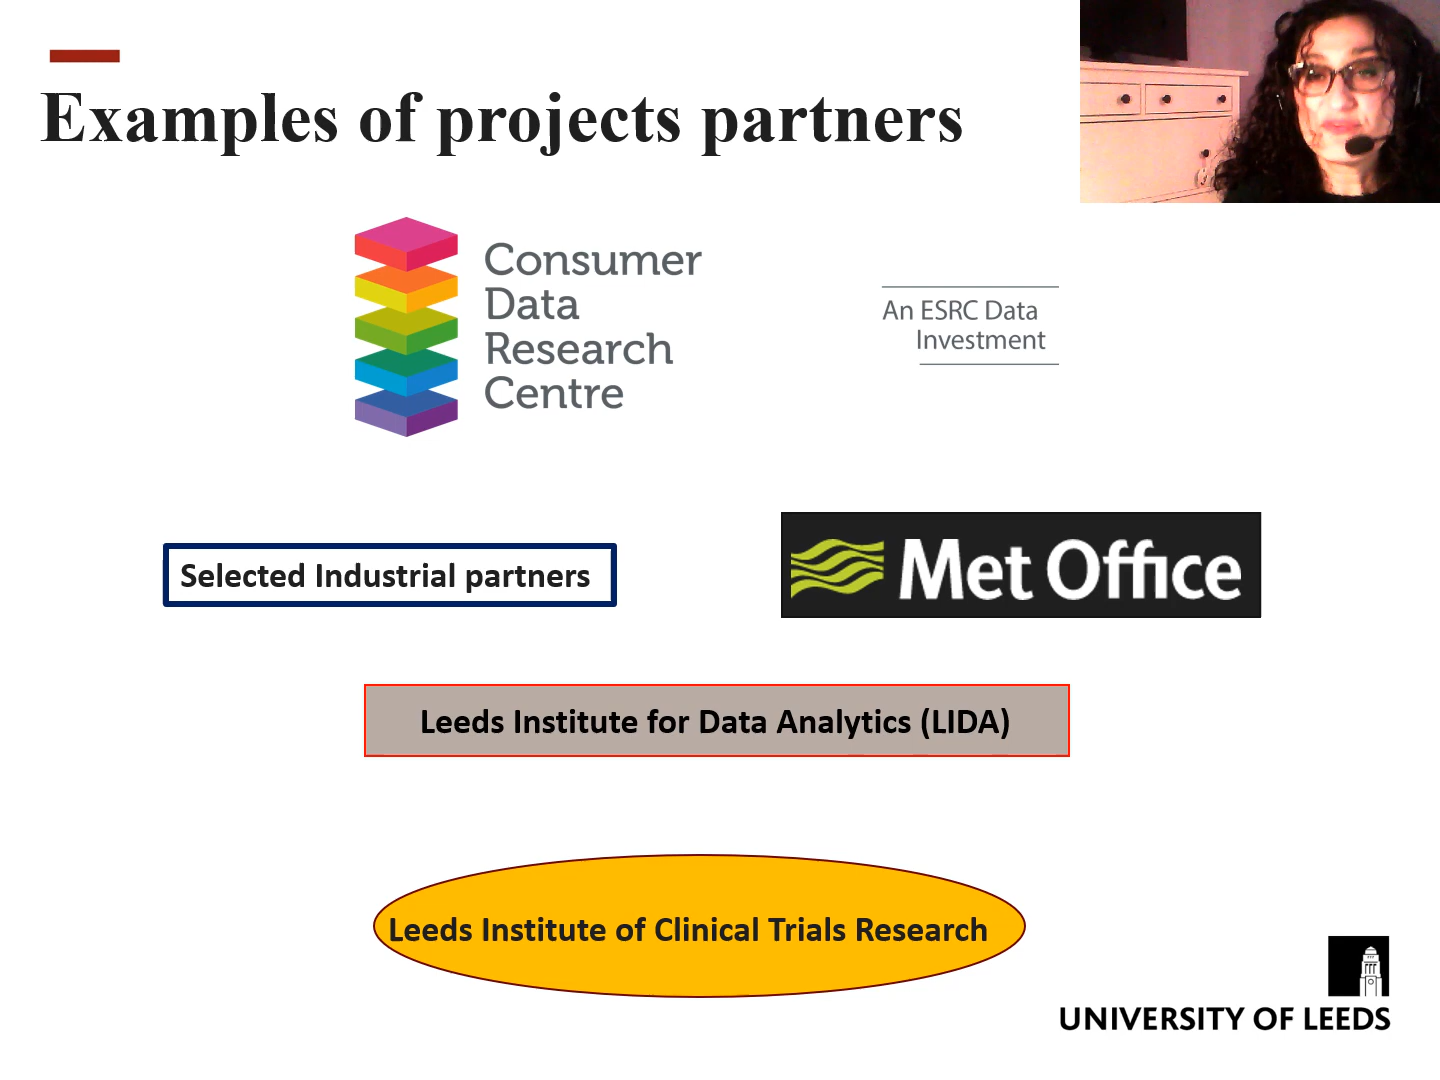 Examples of projects partners
Consumer
Data
Research
Centre
An ESRC Data
Investment
Selected Industrial partners
Met Office
Leeds Institute for Data Analytics (LIDA)
Leeds Institute of Clinical Trials Research
UNIVERSITY OF LEEDS